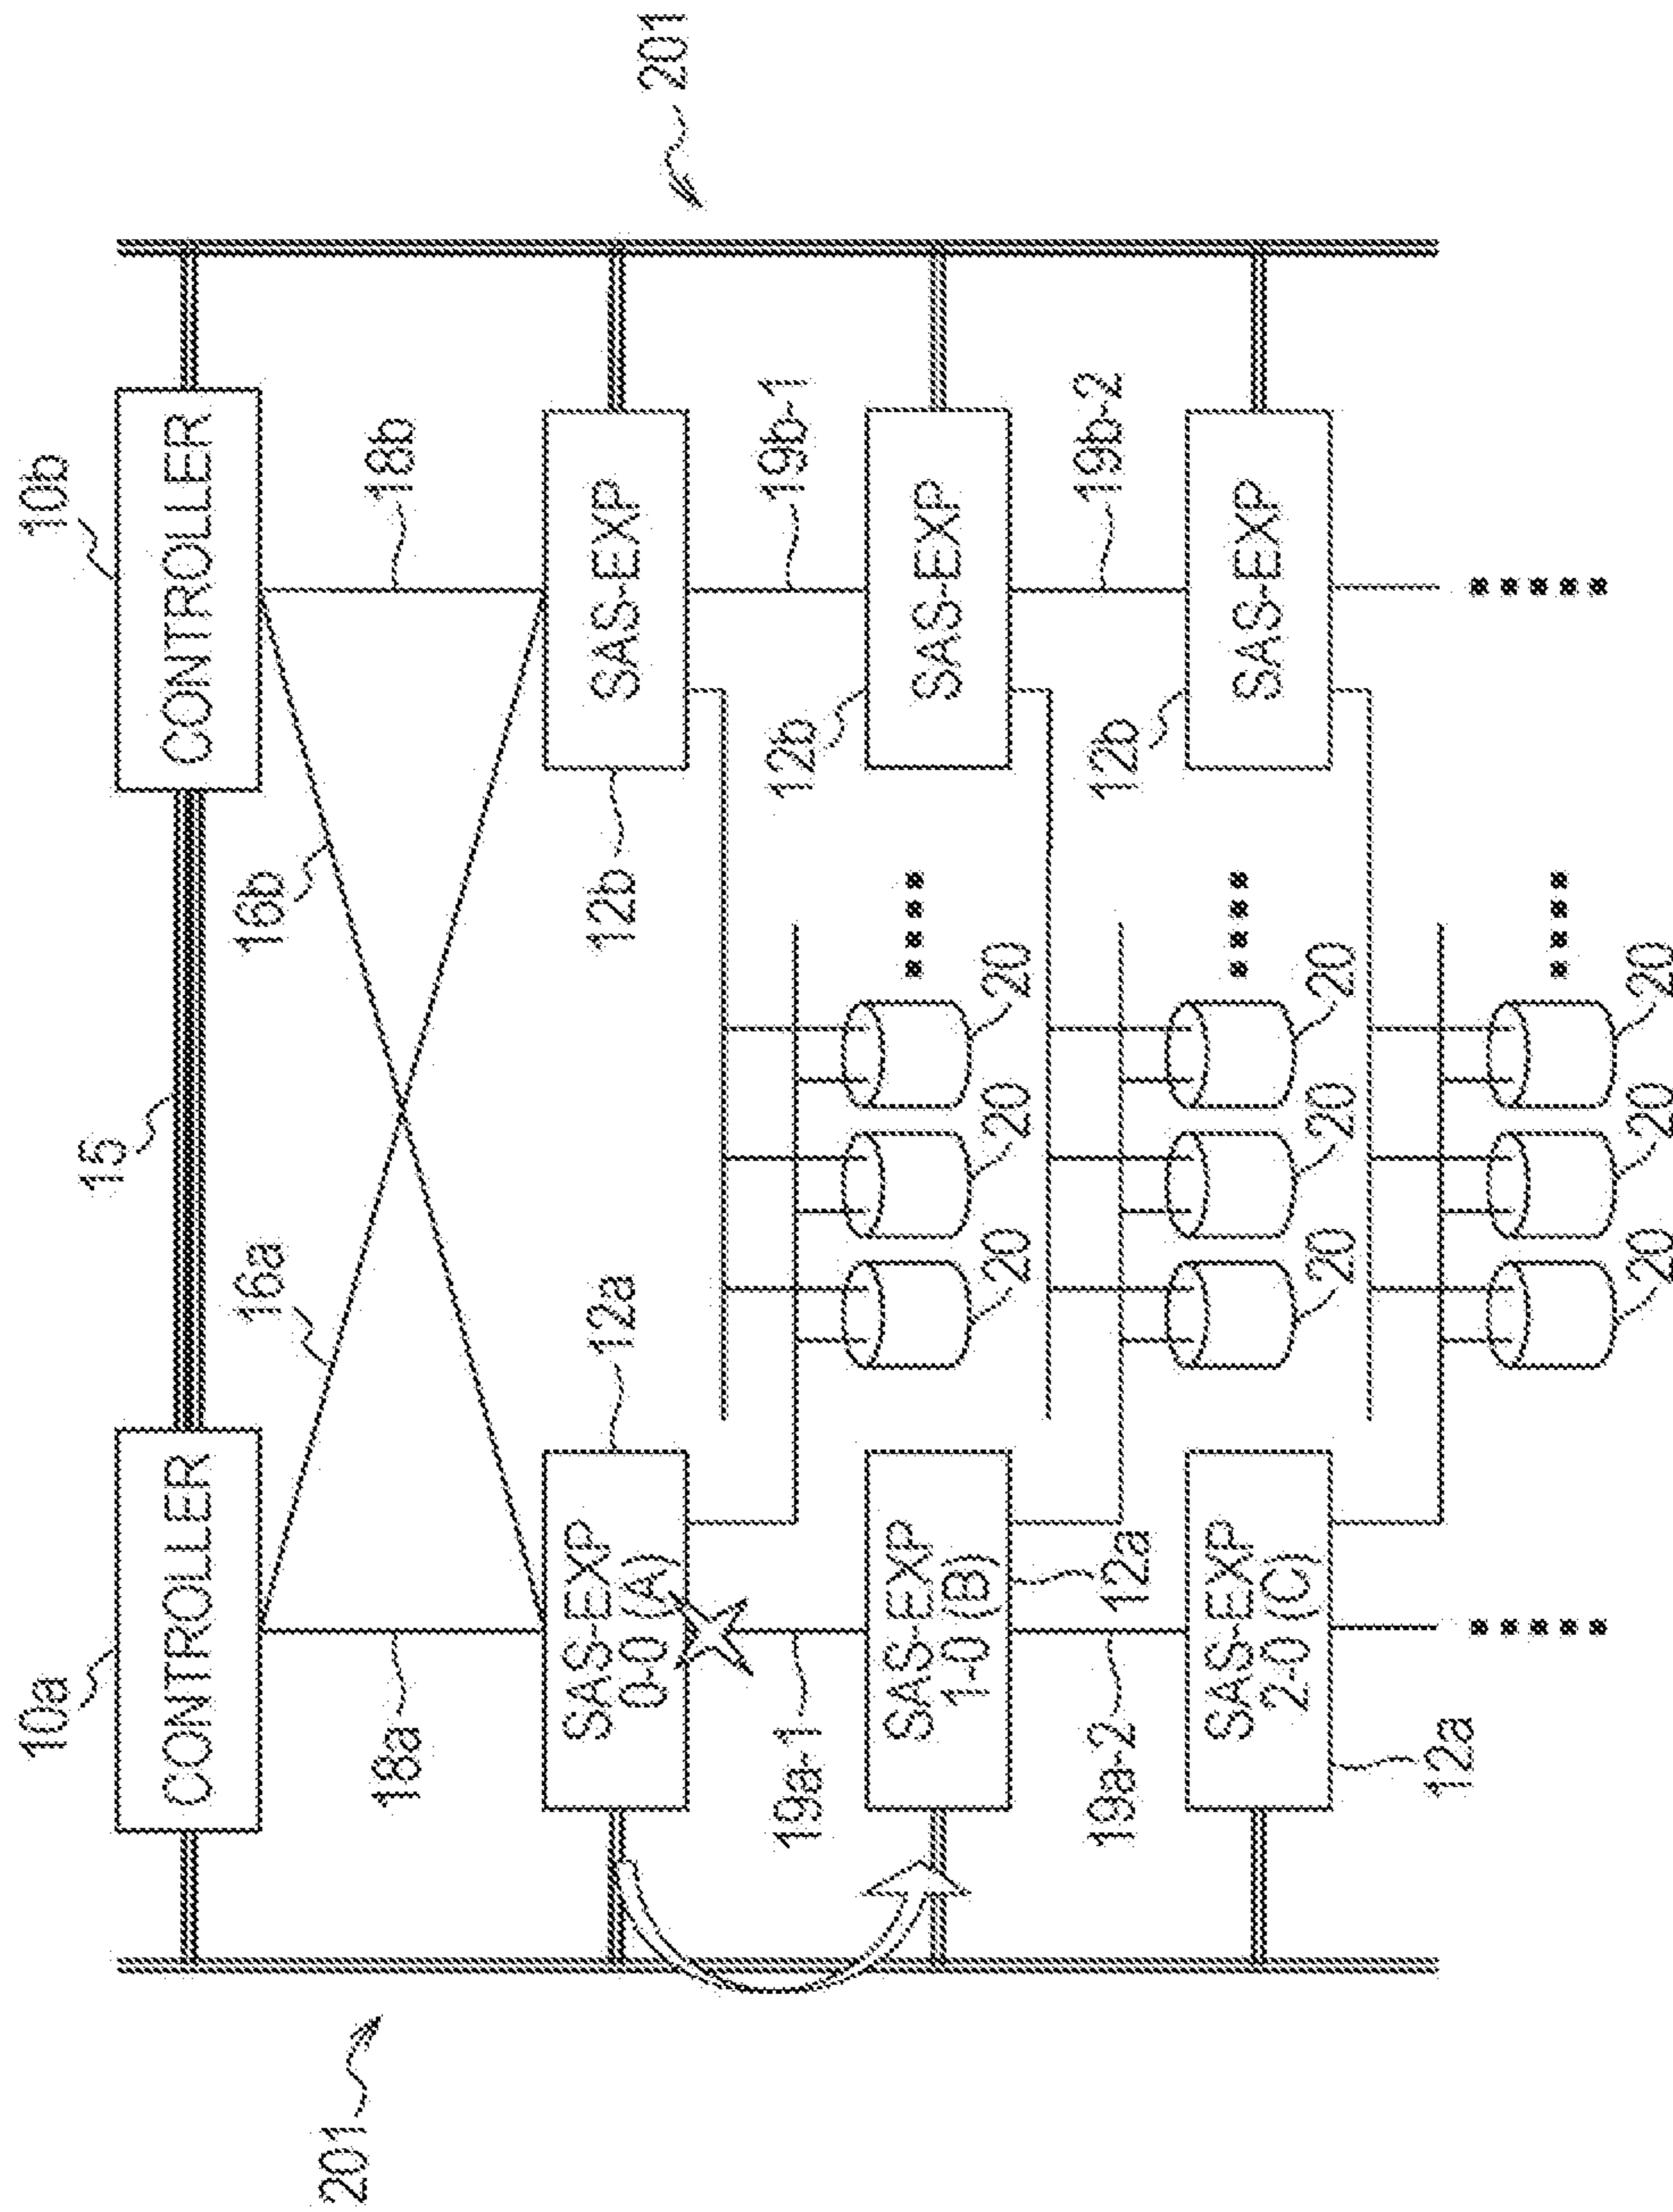 201
10a
CONTROLLER
15
10b
CONTROLLER
201
16a
16b
18a
18b
12a
SAS-EXP
0-0 (A)
12b
SAS-EXP
19a-1
20
20
20
19b-1
SAS-EXP
1-0 (B)
12a
12b
SAS-EXP
19a-2
20
20
20
19b-2
SAS-EXP
2-0 (C)
12a
12b
SAS-EXP
20
20
20